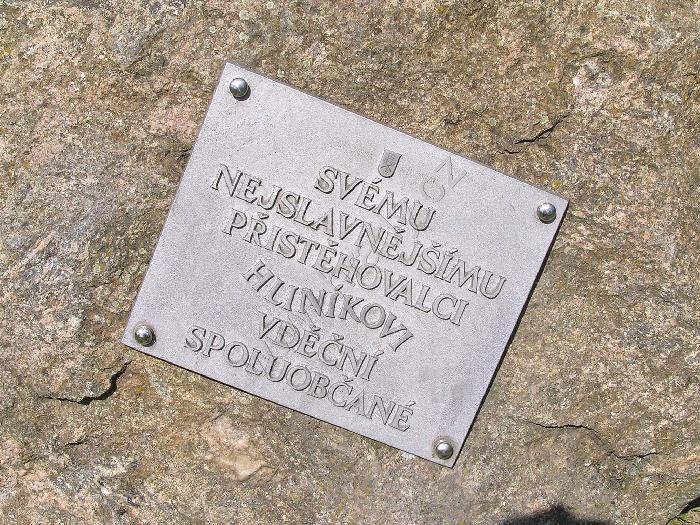 SVÉMU
NEJSLAVNĚJŠÍMU
PŘISTĚHOVALCI
HLINÍKOVI
VDĚČNÍ
SPOLUOBČANÉ